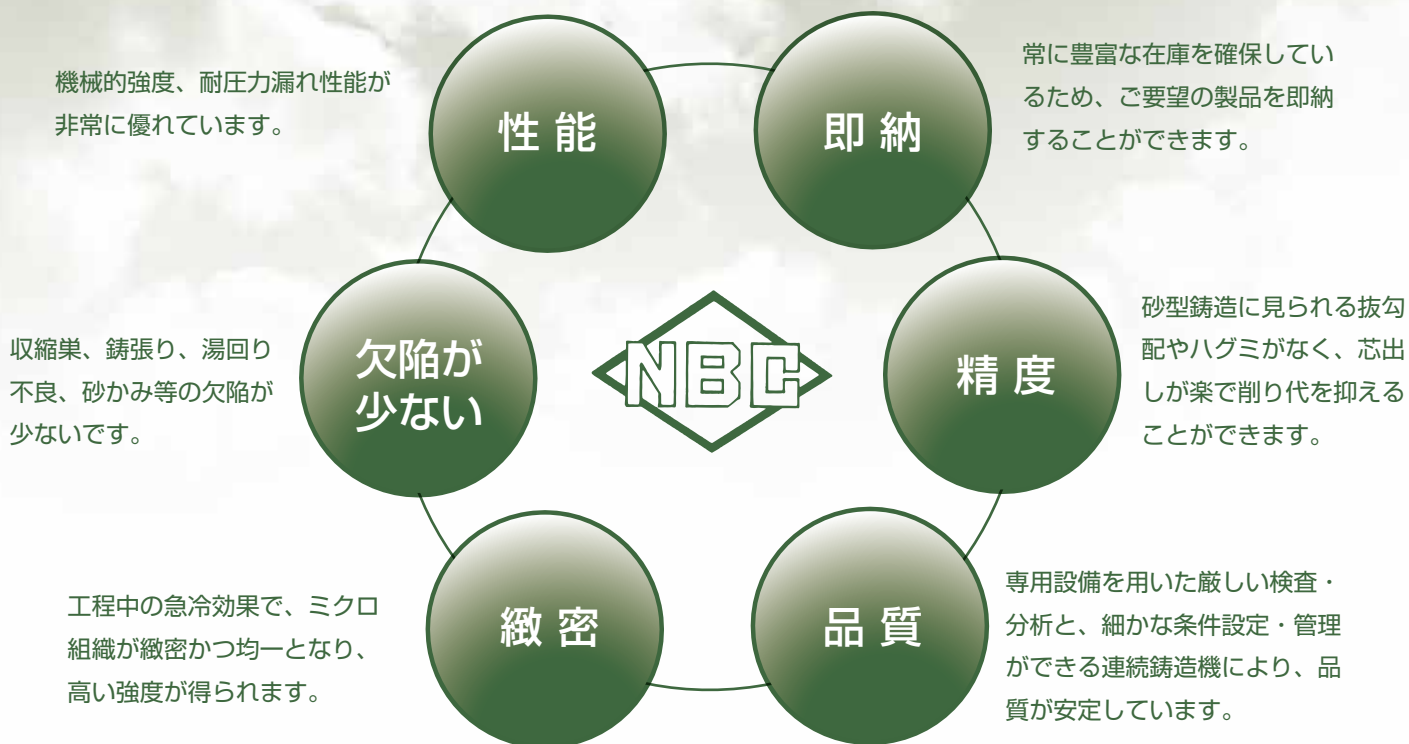 機械的強度、耐圧力漏れ性能が
非常に優れています。
性能
即納
常に豊富な在庫を確保してい
るため、ご要望の製品を即納
することができます。
収縮巣、鋳張り、湯回り
不良、砂かみ等の欠陥が
少ないです。
欠陥が
少ない
NBC
精度
砂型鋳造に見られる抜勾
配やハグミがなく、芯出
しが楽で削り代を抑える
ことができます。
工程中の急冷効果で、ミクロ
組織が緻密かつ均一となり、
高い強度が得られます。
緻密
品質
専用設備を用いた厳しい検査・
分析と、細かな条件設定・管理
ができる連続鋳造機により、品
質が安定しています。